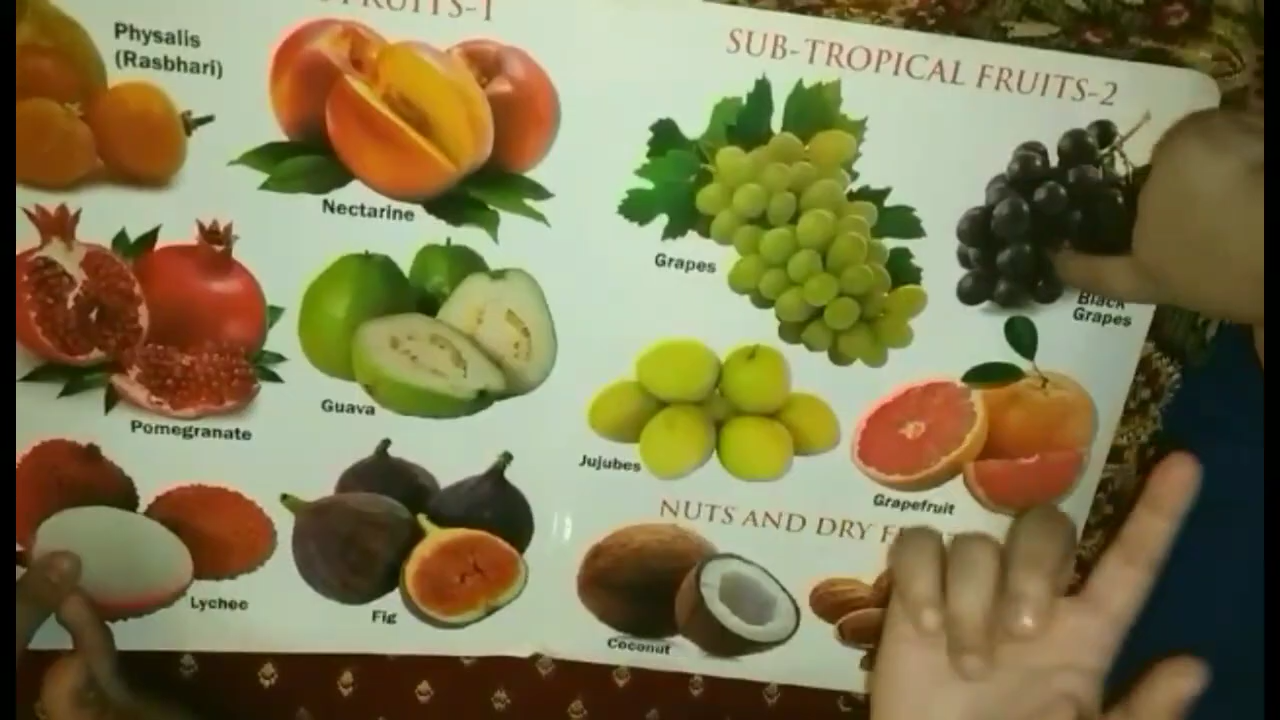 FRUITS-1
Physalis
(Rasbhari)
Nectarine
Pomegranate
Guava
Lychee
Fig
SUB-TROPICAL FRUITS-2
Grapes
Black
Grapes
Jujubes
Grapefruit
NUTS AND DRY
Coconut